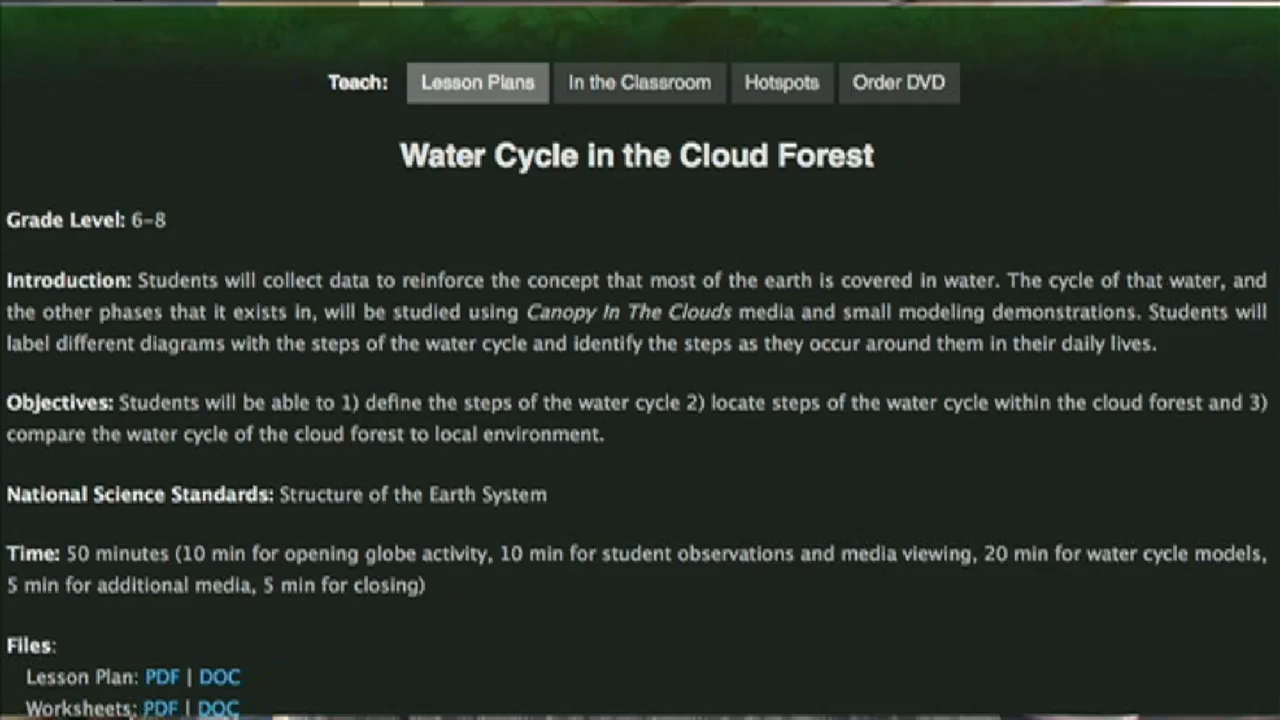 Teach: Lesson Plans In the Classroom Hotspots Order DVD
Water Cycle in the Cloud Forest
Grade Level: 6-8
Introduction: Students will collect data to reinforce the concept that most of the earth is covered in water. The cycle of that water, and
the other phases that it exists in, will be studied using Canopy In The Clouds media and small modeling demonstrations. Students will
label different diagrams with the steps of the water cycle and identify the steps as they occur around them in their daily lives.
Objectives: Students will be able to 1) define the steps of the water cycle 2) locate steps of the water cycle within the cloud forest and 3)
compare the water cycle of the cloud forest to local environment.
National Science Standards: Structure of the Earth System
Time: 50 minutes (10 min for opening globe activity, 10 min for student observations and media viewing, 20 min for water cycle models,
5 min for additional media, 5 min for closing)
Files:
Lesson Plan: PDF | DOC
Worksheets: PDF | DOC